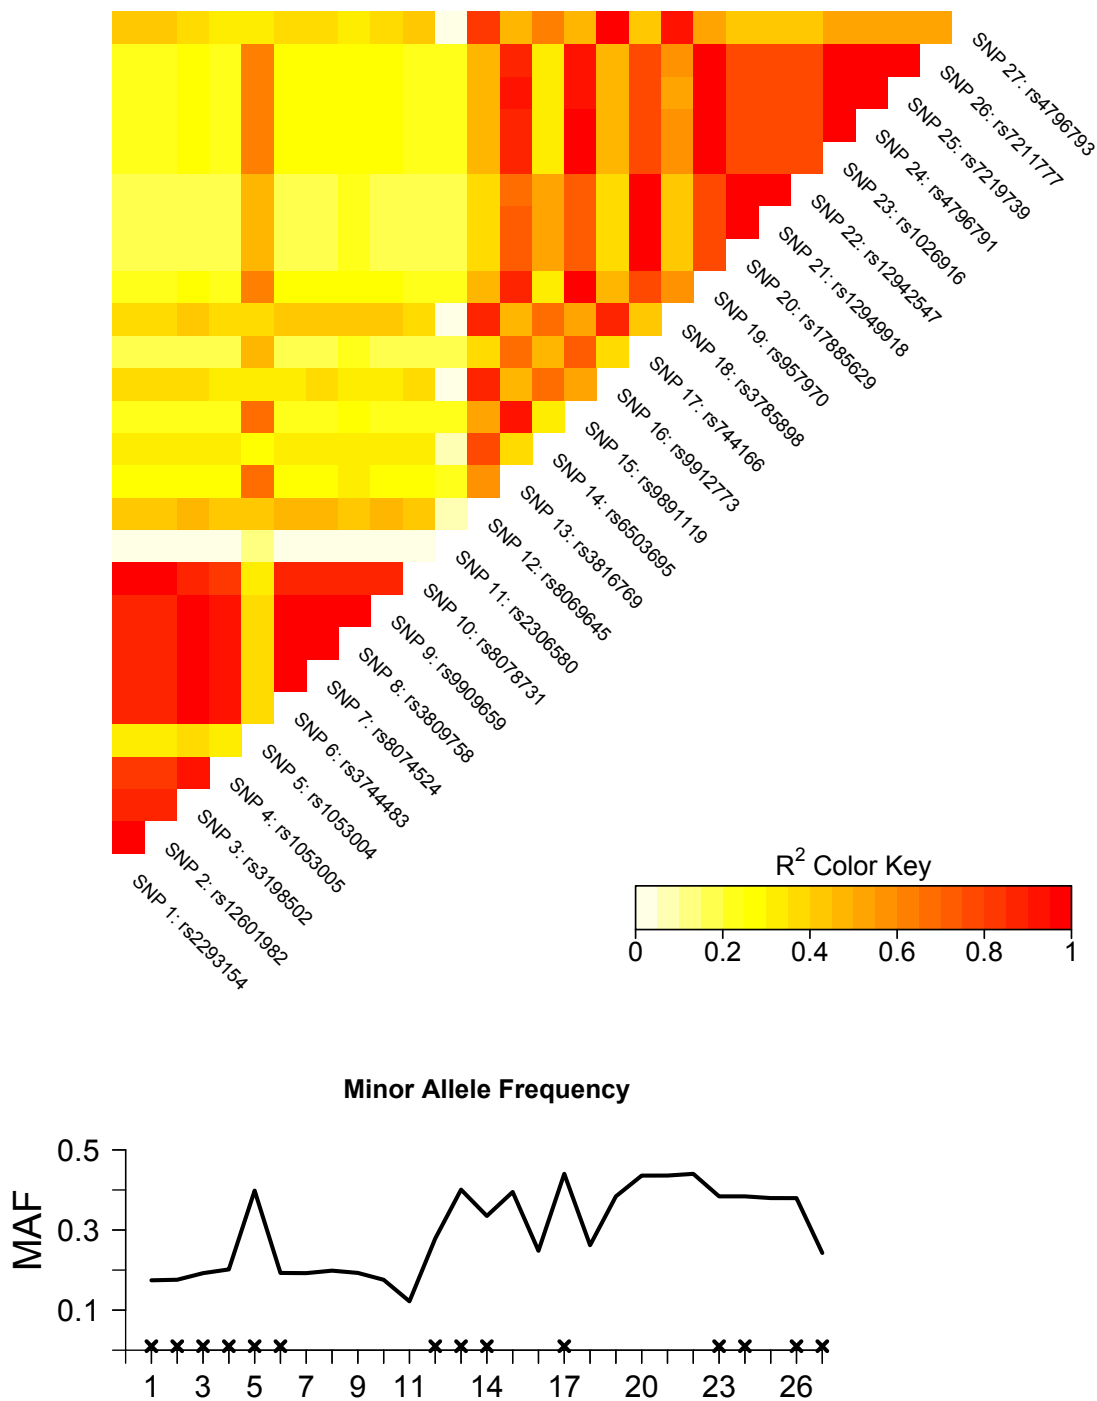 SNP 27: rs4796793
SNP 26: rs7211777
SNP 25: rs7219739
SNP 24: rs4796791
SNP 23: rs1026916
SNP 22: rs12942547
SNP 21: rs12949918
SNP 20: rs17885629
SNP 19: rs957970
SNP 18: rs3785898
SNP 17: rs744166
SNP 16: rs9912773
SNP 15: rs9891119
SNP 14: rs6503695
SNP 13: rs3816769
SNP 12: rs8069645
SNP 11: rs2306580
SNP 10: rs8078731
SNP 9: rs9909659
SNP 8: rs3809758
SNP 7: rs8074524
SNP 6: rs3744483
SNP 5: rs1053004
SNP 4: rs1053005
SNP 3: rs3198502
SNP 2: rs12601982
SNP 1: rs2293154
R² Color Key
0 0.2 0.4 0.6 0.8 1
Minor Allele Frequency
MAF
0.5
0.3
0.1
1 3 5 7 9 11 14 17 20 23 26